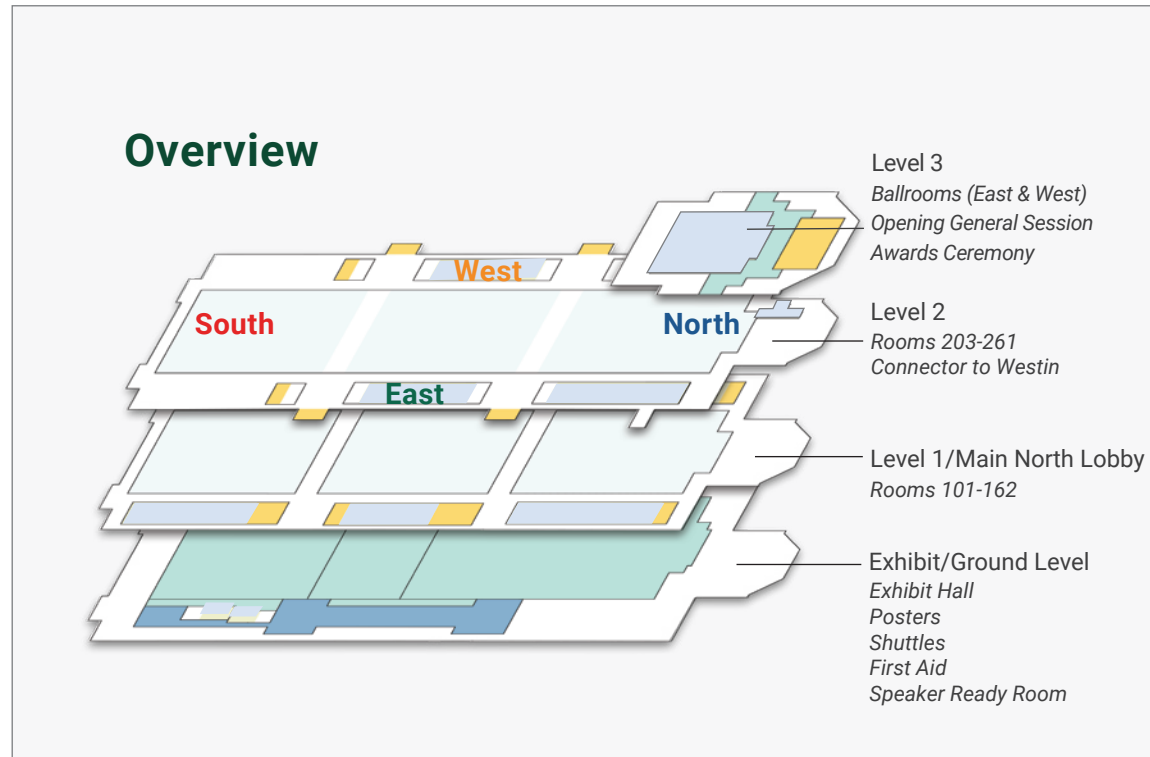 Overview
West
South
North
East
Level 3
Ballrooms (East & West)
Opening General Session
Awards Ceremony
Level 2
Rooms 203-261
Connector to Westin
Level 1/Main North Lobby
Rooms 101-162
Exhibit/Ground Level
Exhibit Hall
Posters
Shuttles
First Aid
Speaker Ready Room